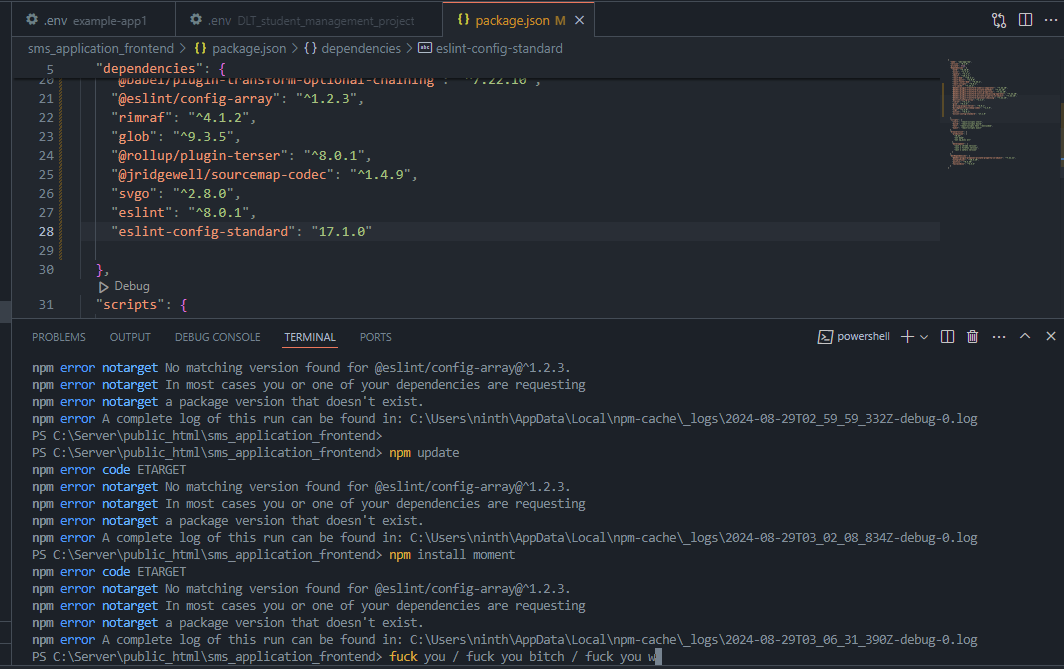 .env example-app1
.env DLT_student_management_project
{} package.json M ×
sms_application_frontend > {} package.json > {} dependencies > abc eslint-config-standard
5 "dependencies": {
20 "@babel/plugin-transform-optional-chaining": "^7.22.10",
21 "@eslint/config-array": "^1.2.3",
22 "rimraf": "^4.1.2",
23 "glob": "^9.3.5",
24 "@rollup/plugin-terser": "^8.0.1",
25 "@jridgewell/sourcemap-codec": "^1.4.9",
26 "svgo": "^2.8.0",
27 "eslint": "^8.0.1",
28 "eslint-config-standard": "17.1.0"
29
30 },
Debug
31 "scripts": {
PROBLEMS OUTPUT DEBUG CONSOLE TERMINAL PORTS
powershell
npm error notarget No matching version found for @eslint/config-array@^1.2.3.
npm error notarget In most cases you or one of your dependencies are requesting
npm error notarget a package version that doesn't exist.
npm error A complete log of this run can be found in: C:\Users\ninth\AppData\Local\npm-cache\_logs\2024-08-29T02_59_59_332Z-debug-0.log
PS C:\Server\public_html\sms_application_frontend>
PS C:\Server\public_html\sms_application_frontend> npm update
npm error code ETARGET
npm error notarget No matching version found for @eslint/config-array@^1.2.3.
npm error notarget In most cases you or one of your dependencies are requesting
npm error notarget a package version that doesn't exist.
npm error A complete log of this run can be found in: C:\Users\ninth\AppData\Local\npm-cache\_logs\2024-08-29T03_02_08_834Z-debug-0.log
PS C:\Server\public_html\sms_application_frontend> npm install moment
npm error code ETARGET
npm error notarget No matching version found for @eslint/config-array@^1.2.3.
npm error notarget In most cases you or one of your dependencies are requesting
npm error notarget a package version that doesn't exist.
npm error A complete log of this run can be found in: C:\Users\ninth\AppData\Local\npm-cache\_logs\2024-08-29T03_06_31_390Z-debug-0.log
PS C:\Server\public_html\sms_application_frontend> fuck you / fuck you bitch / fuck you w